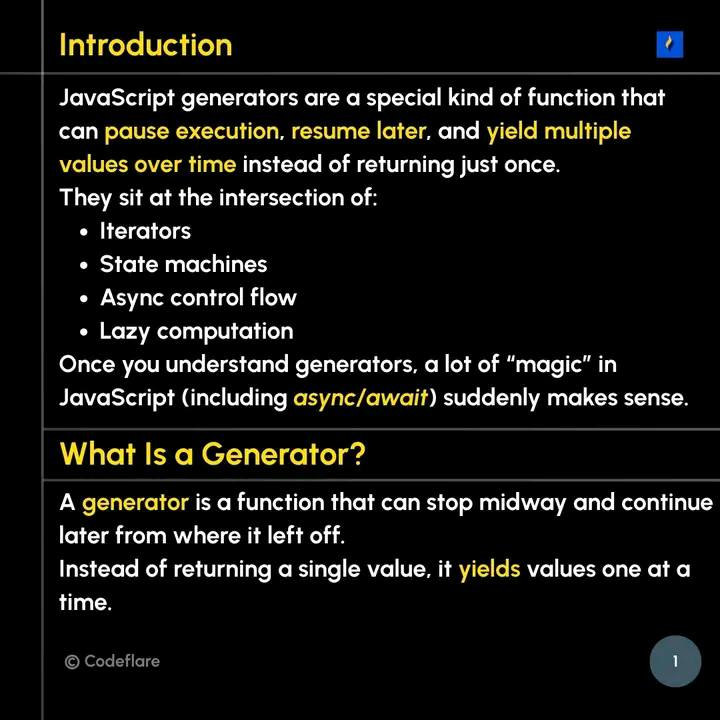 Introduction
JavaScript generators are a special kind of function that
can pause execution, resume later, and yield multiple
values over time instead of returning just once.
They sit at the intersection of:
• Iterators
• State machines
• Async control flow
• Lazy computation
Once you understand generators, a lot of “magic” in
JavaScript (including async/await) suddenly makes sense.
What Is a Generator?
A generator is a function that can stop midway and continue
later from where it left off.
Instead of returning a single value, it yields values one at a
time.
© Codeflare
1